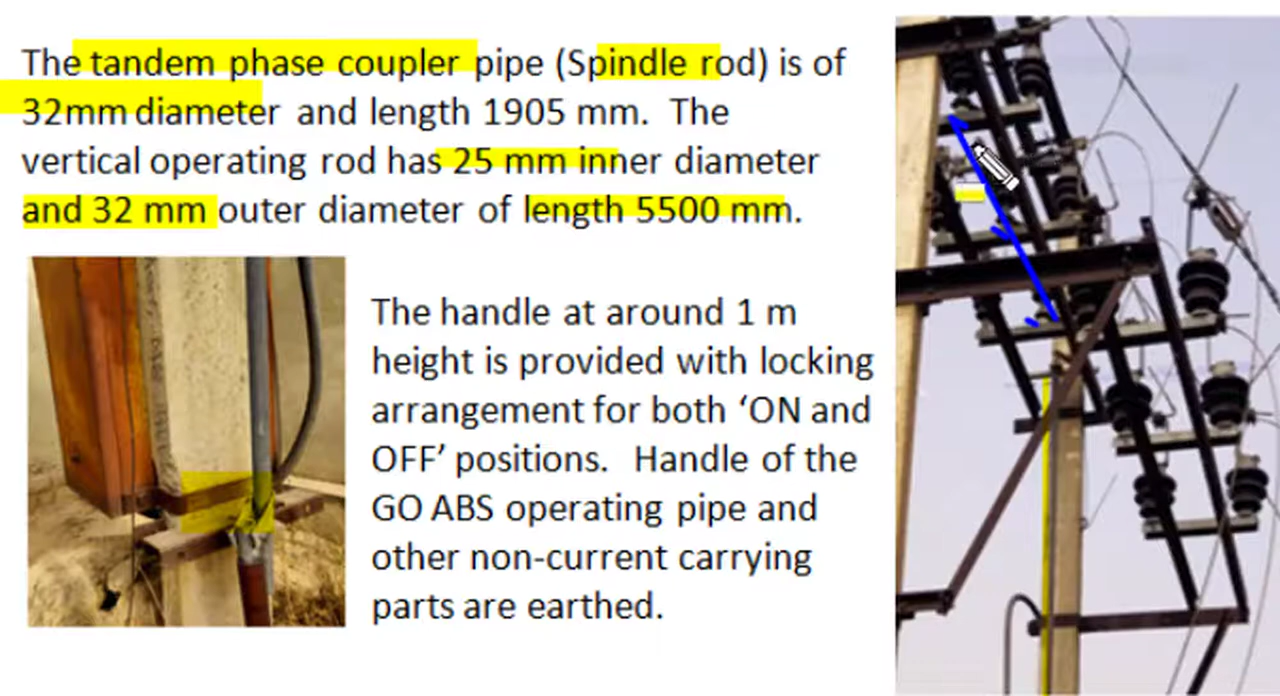 The tandem phase coupler pipe (Spindle rod) is of
32mm diameter and length 1905 mm. The
vertical operating rod has 25 mm inner diameter
and 32 mm outer diameter of length 5500 mm.
The handle at around 1 m
height is provided with locking
arrangement for both ‘ON and
OFF’ positions. Handle of the
GO ABS operating pipe and
other non-current carrying
parts are earthed.